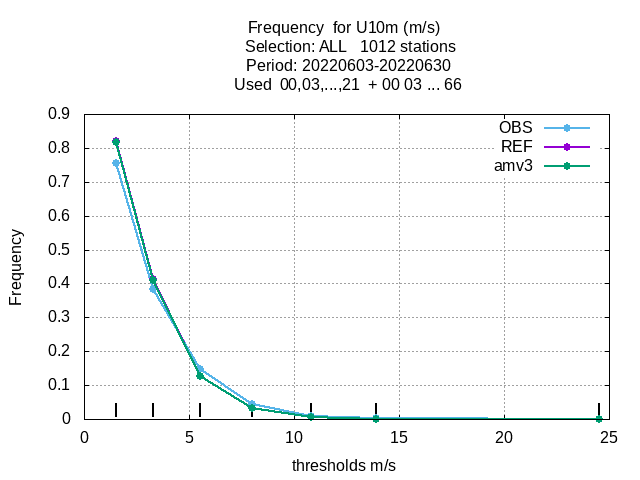 Frequency  for U10m (m/s)
Selection: ALL   1012 stations
Period: 20220603-20220630
Used  00,03,...,21  + 00 03 ... 66
OBS
REF
amv3
0.9
0.8
0.7
0.6
0.5
0.4
0.3
0.2
0.1
0
Frequency
0 5 10 15 20 25
thresholds m/s